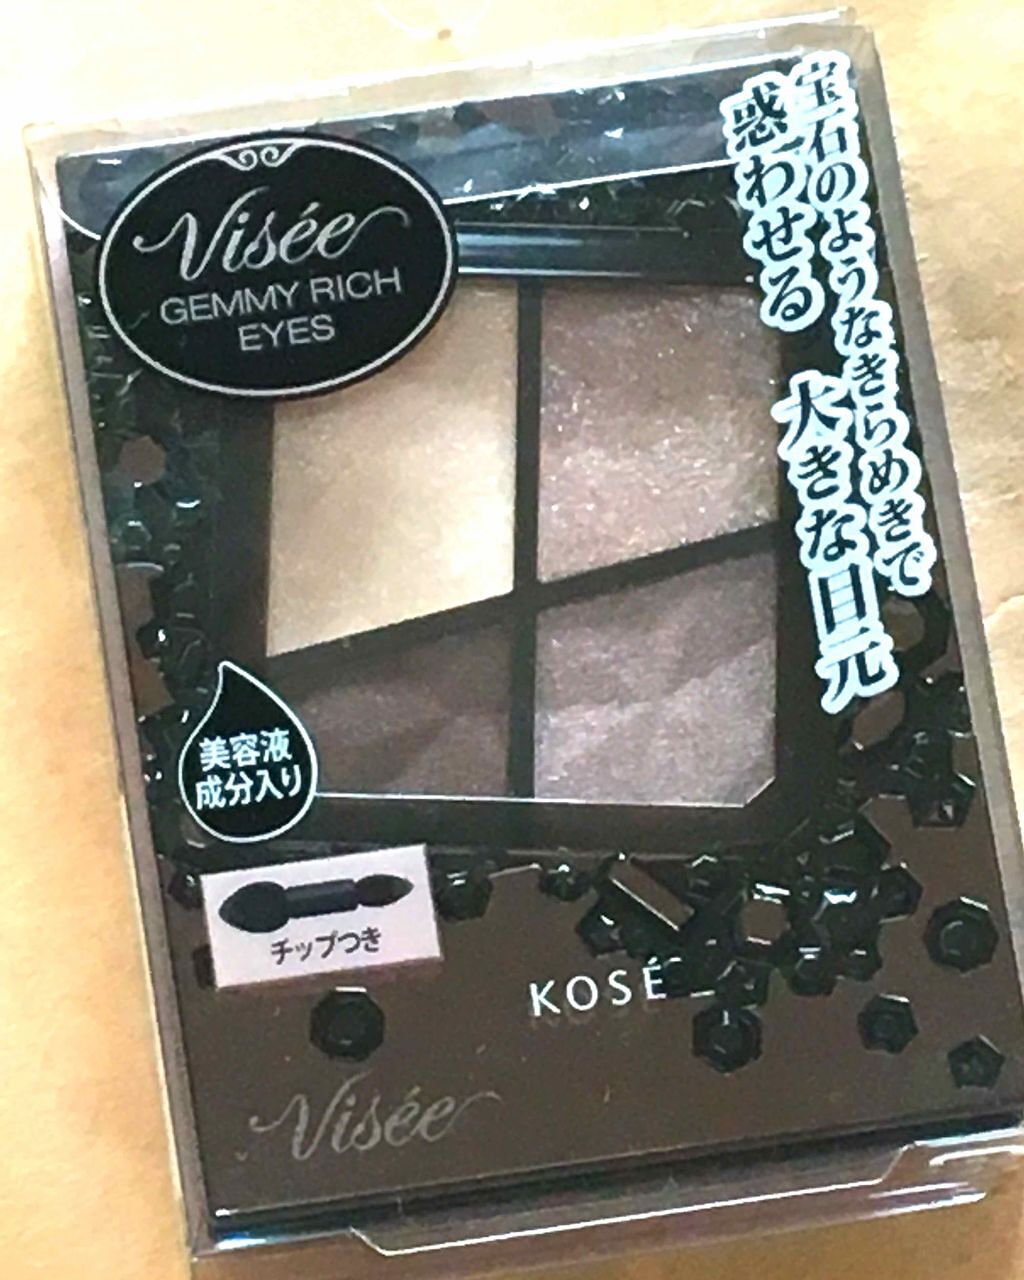 Visée
GEMMY RICH
EYES
宝石のようなきらめきで
惑わせる 大きな目元
美容液
成分入り
チップつき
KOSÉ
Visée